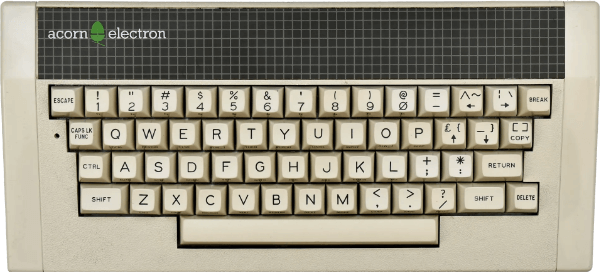 acorn electron
ESCAPE ! 1 " 2 # 3 $ 4 % 5 & 6 ' 7 ( 8 ) 9 @ 0 = - ^ ~ ← ¦ \ → BREAK
CAPS LK FUNC Q W E R T Y U I O P £ { ↑ _ } ↓ [ ] COPY
CTRL A S D F G H J K L + ; * : RETURN
SHIFT Z X C V B N M < , > . ? / SHIFT DELETE